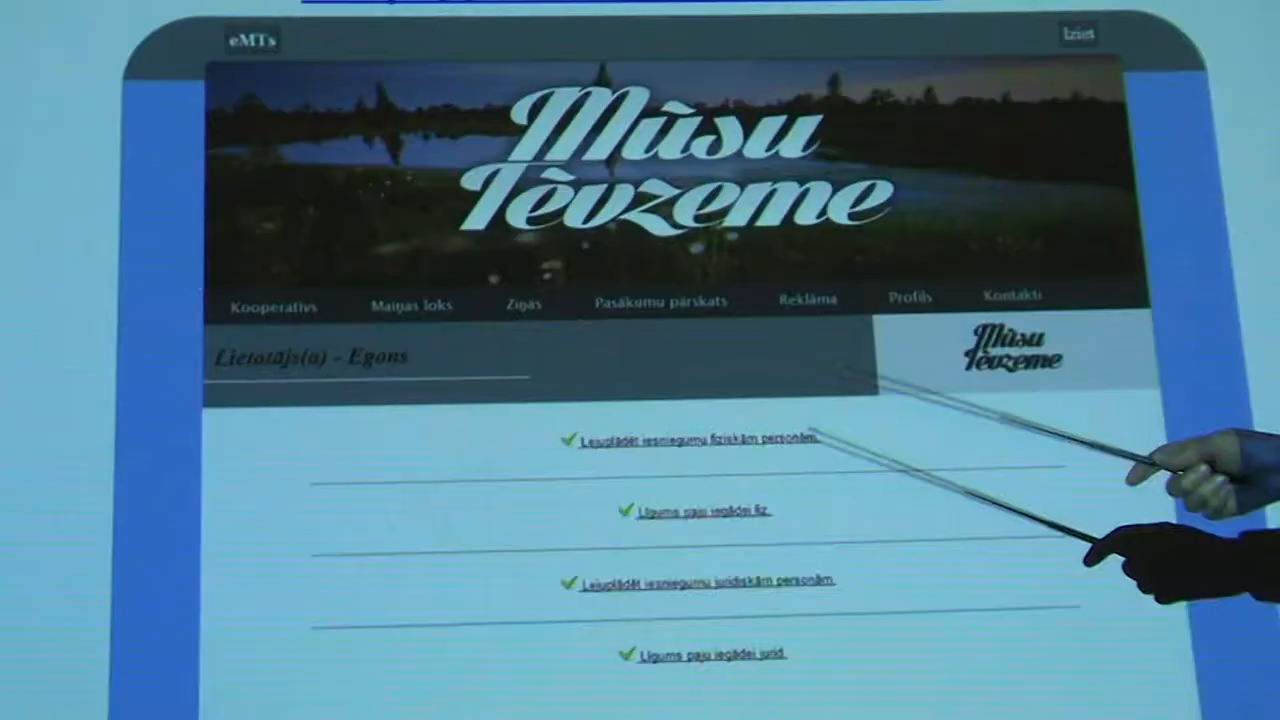 eMTs
Iziet
Mūsu
Tēvzeme
Kooperatīvs Maiņas loks Ziņas Pasākumu pārskats Reklāma Profils Kontakti
Lietotājs(a) - Egons
Mūsu
Tēvzeme
Lejuplādēt iesniegumu fiziskām personām.
Līgums paju iegādei fiz.
Lejuplādēt iesniegumu juridiskām personām.
Līgums paju iegādei jurid.